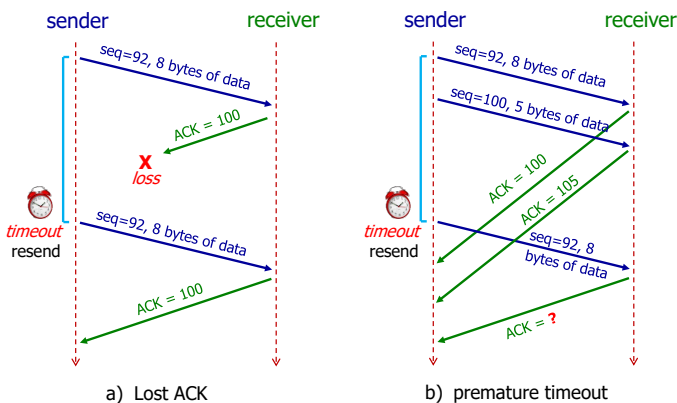 sender
receiver
seq=92, 8 bytes of data
ACK = 100
X
loss
timeout
resend
seq=92, 8 bytes of data
ACK = 100
a) Lost ACK
sender
receiver
seq=92, 8 bytes of data
seq=100, 5 bytes of data
ACK = 100
ACK = 105
timeout
resend
seq=92, 8
bytes of data
ACK = ?
b) premature timeout